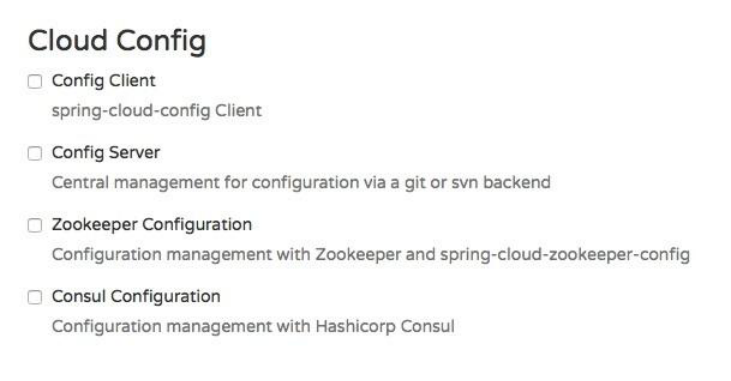 Cloud Config
Config Client
spring-cloud-config Client
Config Server
Central management for configuration via a git or svn backend
Zookeeper Configuration
Configuration management with Zookeeper and spring-cloud-zookeeper-config
Consul Configuration
Configuration management with Hashicorp Consul